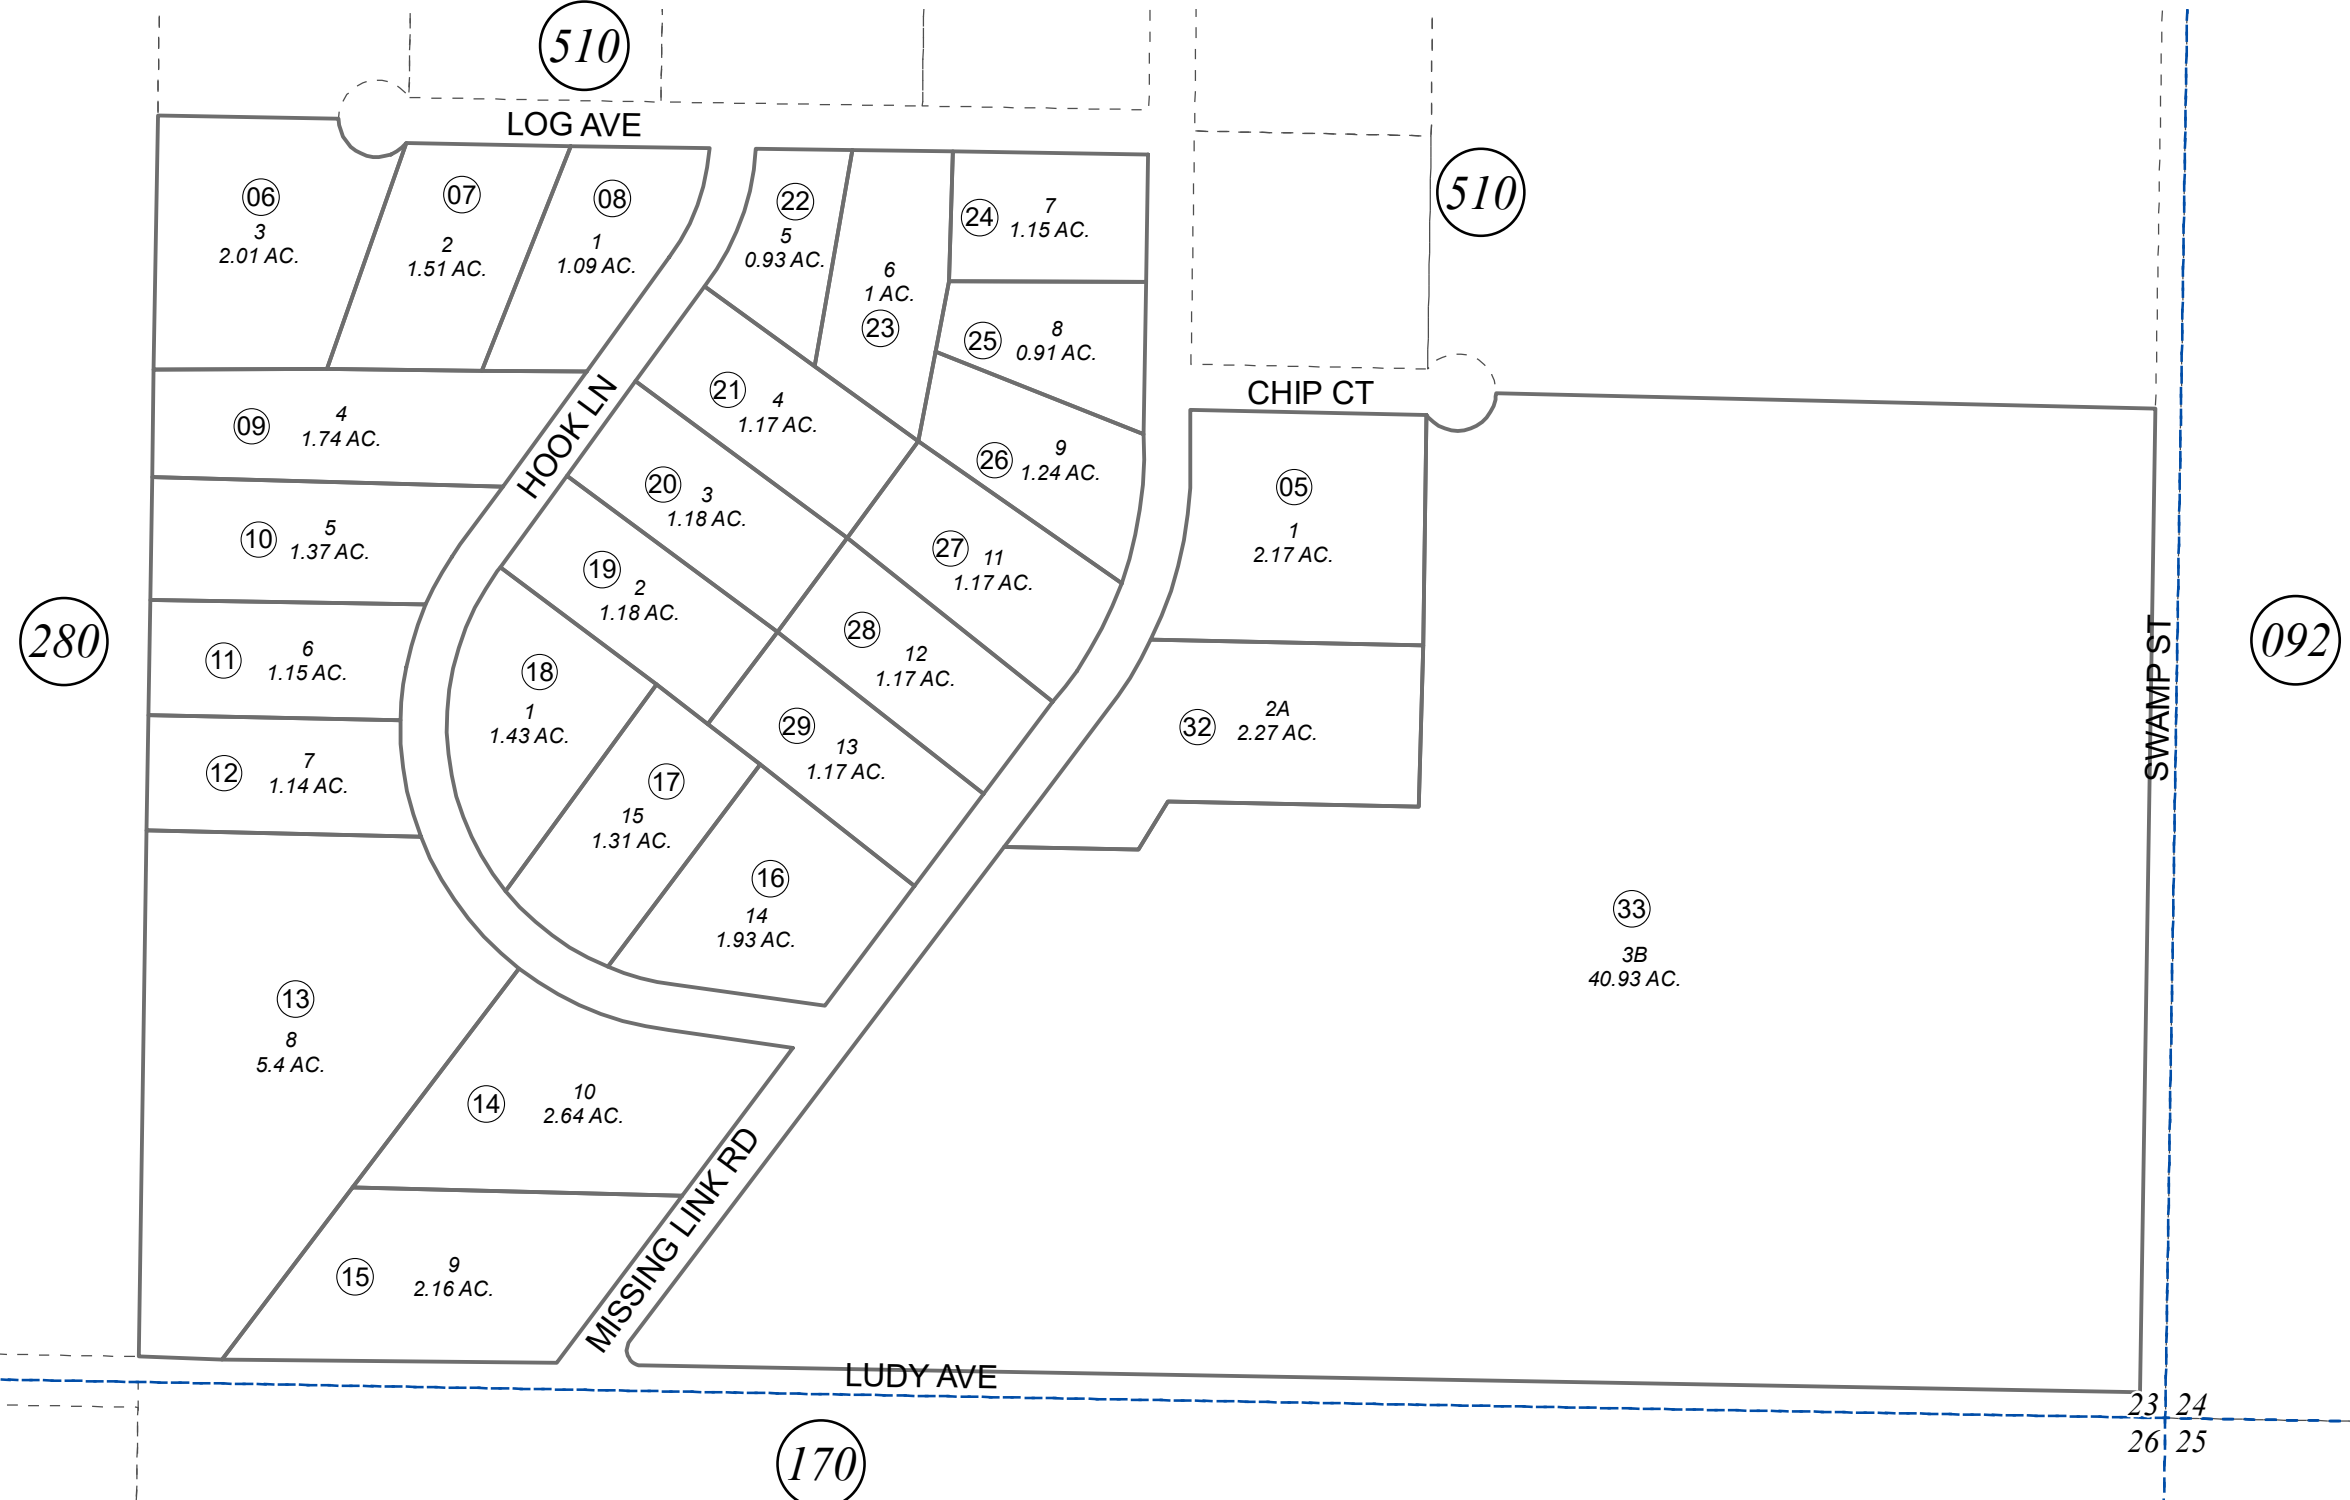 510
LOG AVE
510
06
3
2.01 AC.
07
2
1.51 AC.
08
1
1.09 AC.
22
5
0.93 AC.
6
1 AC.
23
24
7
1.15 AC.
25
8
0.91 AC.
26
9
1.24 AC.
CHIP CT
09
4
1.74 AC.
HOOK LN
21
4
1.17 AC.
20
3
1.18 AC.
19
2
1.18 AC.
27
11
1.17 AC.
28
12
1.17 AC.
29
13
1.17 AC.
05
1
2.17 AC.
10
5
1.37 AC.
280
11
6
1.15 AC.
12
7
1.14 AC.
18
1
1.43 AC.
17
15
1.31 AC.
16
14
1.93 AC.
32
2A
2.27 AC.
SWAMP ST
092
33
3B
40.93 AC.
13
8
5.4 AC.
14
10
2.64 AC.
15
9
2.16 AC.
MISSING LINK RD
LUDY AVE
23 24
26 25
170